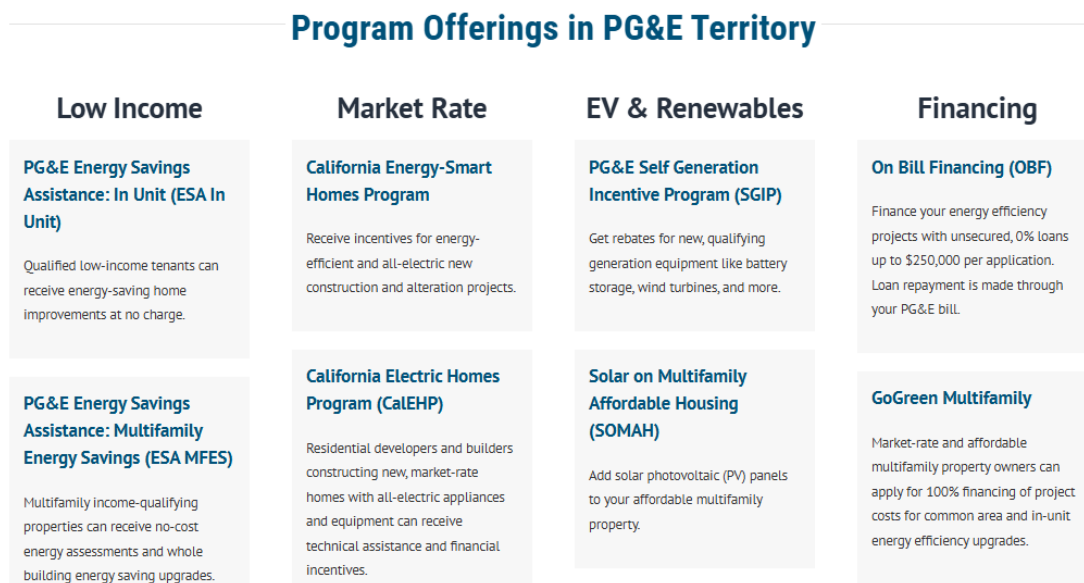 Program Offerings in PG&E Territory
Low Income
PG&E Energy Savings
Assistance: In Unit (ESA In
Unit)
Qualified low-income tenants can
receive energy-saving home
improvements at no charge.
PG&E Energy Savings
Assistance: Multifamily
Energy Savings (ESA MFES)
Multifamily income-qualifying
properties can receive no-cost
energy assessments and whole
building energy saving upgrades.
Market Rate
California Energy-Smart
Homes Program
Receive incentives for energy-
efficient and all-electric new
construction and alteration projects.
California Electric Homes
Program (CalEHP)
Residential developers and builders
constructing new, market-rate
homes with all-electric appliances
and equipment can receive
technical assistance and financial
incentives.
EV & Renewables
PG&E Self Generation
Incentive Program (SGIP)
Get rebates for new, qualifying
generation equipment like battery
storage, wind turbines, and more.
Solar on Multifamily
Affordable Housing
(SOMAH)
Add solar photovoltaic (PV) panels
to your affordable multifamily
property.
Financing
On Bill Financing (OBF)
Finance your energy efficiency
projects with unsecured, 0% loans
up to $250,000 per application.
Loan repayment is made through
your PG&E bill.
GoGreen Multifamily
Market-rate and affordable
multifamily property owners can
apply for 100% financing of project
costs for common area and in-unit
energy efficiency upgrades.